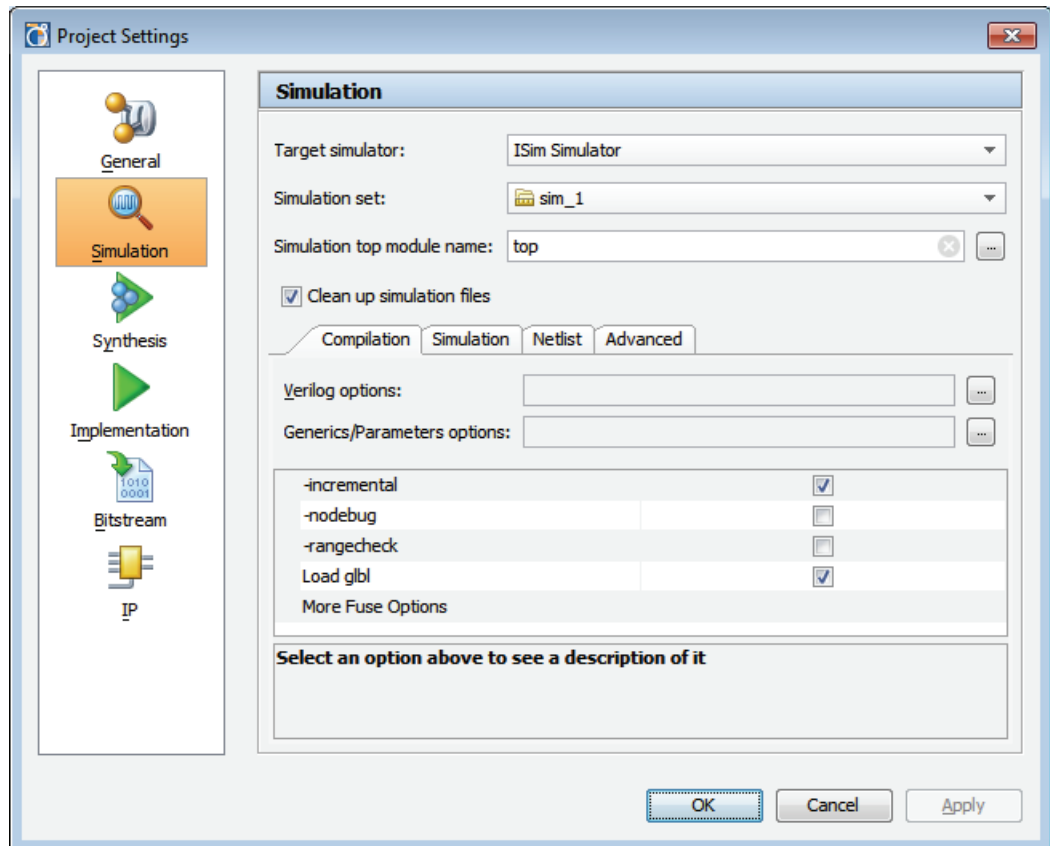 Project Settings
General
Simulation
Synthesis
Implementation
1010
0001
Bitstream
IP
Simulation
Target simulator: ISim Simulator
Simulation set: sim_1
Simulation top module name: top ...
Clean up simulation files
Compilation Simulation Netlist Advanced
Verilog options: ...
Generics/Parameters options: ...
-incremental
-nodebug
-rangecheck
Load glbl
More Fuse Options
Select an option above to see a description of it
OK Cancel Apply